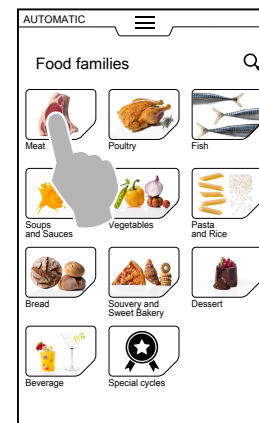 AUTOMATIC
Food families
Meat
Poultry
Fish
Soups
and Sauces
Vegetables
Pasta
and Rice
Bread
Souvery and
Sweet Bakery
Dessert
Beverage
Special cycles